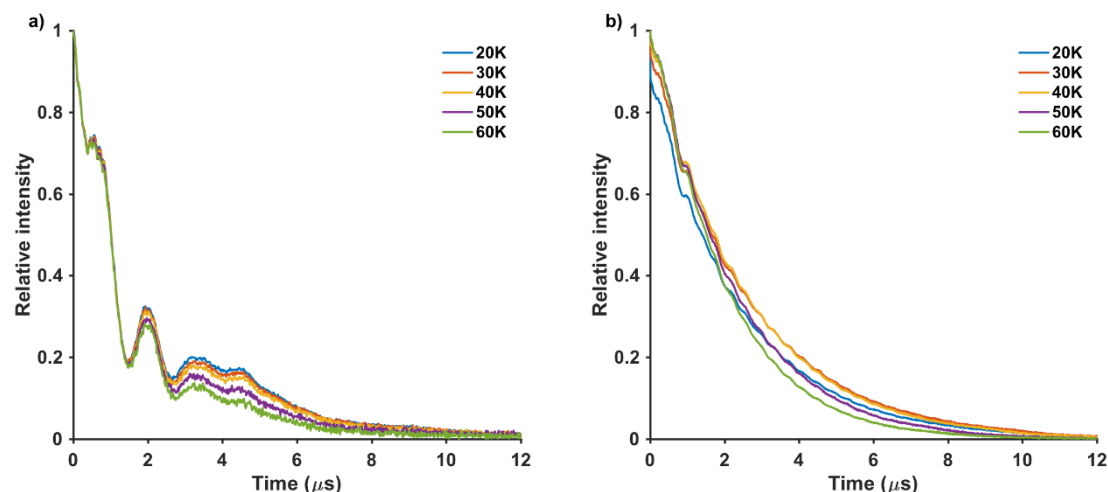 a)
1
0.8
0.6
0.4
0.2
0
Relative intensity
0 2 4 6 8 10 12
Time (μs)
20K
30K
40K
50K
60K
b)
1
0.8
0.6
0.4
0.2
0
Relative intensity
0 2 4 6 8 10 12
Time (μs)
20K
30K
40K
50K
60K